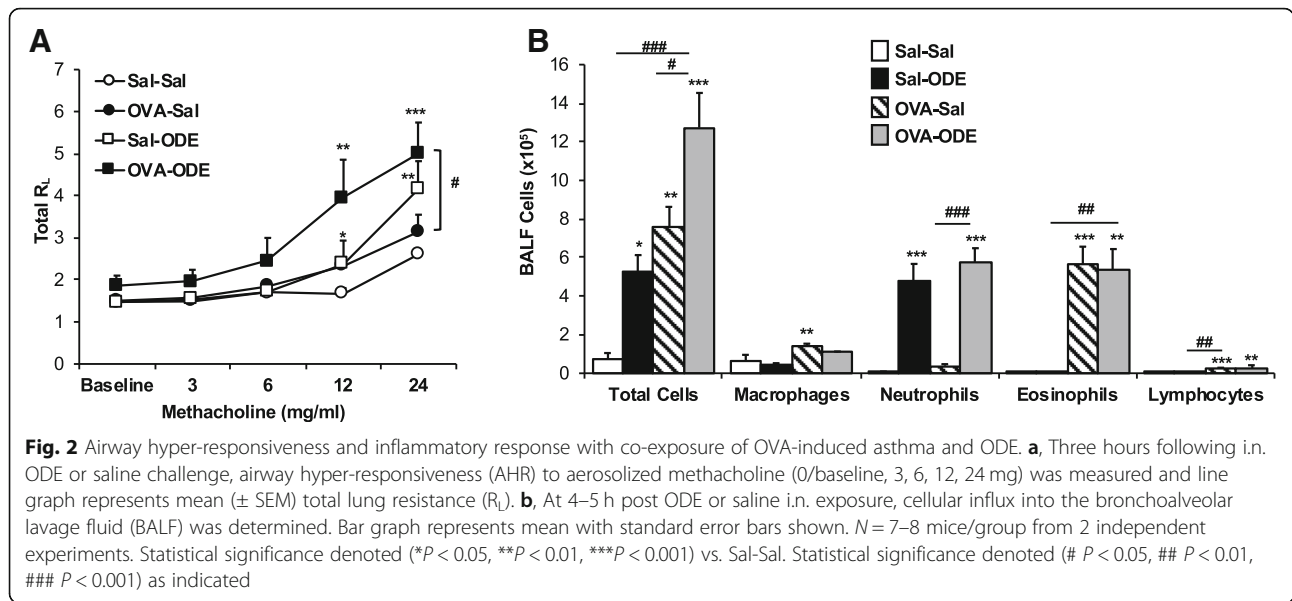 A
Sal-Sal
OVA-Sal
Sal-ODE
OVA-ODE
Total R_L
7
6
5
4
3
2
1
0
**
***
**
*
#
Baseline 3 6 12 24
Methacholine (mg/ml)
B
Sal-Sal
Sal-ODE
OVA-Sal
OVA-ODE
BALF Cells (x10⁵)
16
14
12
10
8
6
4
2
0
###
#
***
**
*
**
###
***
***
##
***
**
##
***
**
Total Cells Macrophages Neutrophils Eosinophils Lymphocytes
Fig. 2 Airway hyper-responsiveness and inflammatory response with co-exposure of OVA-induced asthma and ODE. a, Three hours following i.n.
ODE or saline challenge, airway hyper-responsiveness (AHR) to aerosolized methacholine (0/baseline, 3, 6, 12, 24 mg) was measured and line
graph represents mean (± SEM) total lung resistance (R_L). b, At 4–5 h post ODE or saline i.n. exposure, cellular influx into the bronchoalveolar
lavage fluid (BALF) was determined. Bar graph represents mean with standard error bars shown. N = 7–8 mice/group from 2 independent
experiments. Statistical significance denoted (*P < 0.05, **P < 0.01, ***P < 0.001) vs. Sal-Sal. Statistical significance denoted (# P < 0.05, ## P < 0.01,
### P < 0.001) as indicated